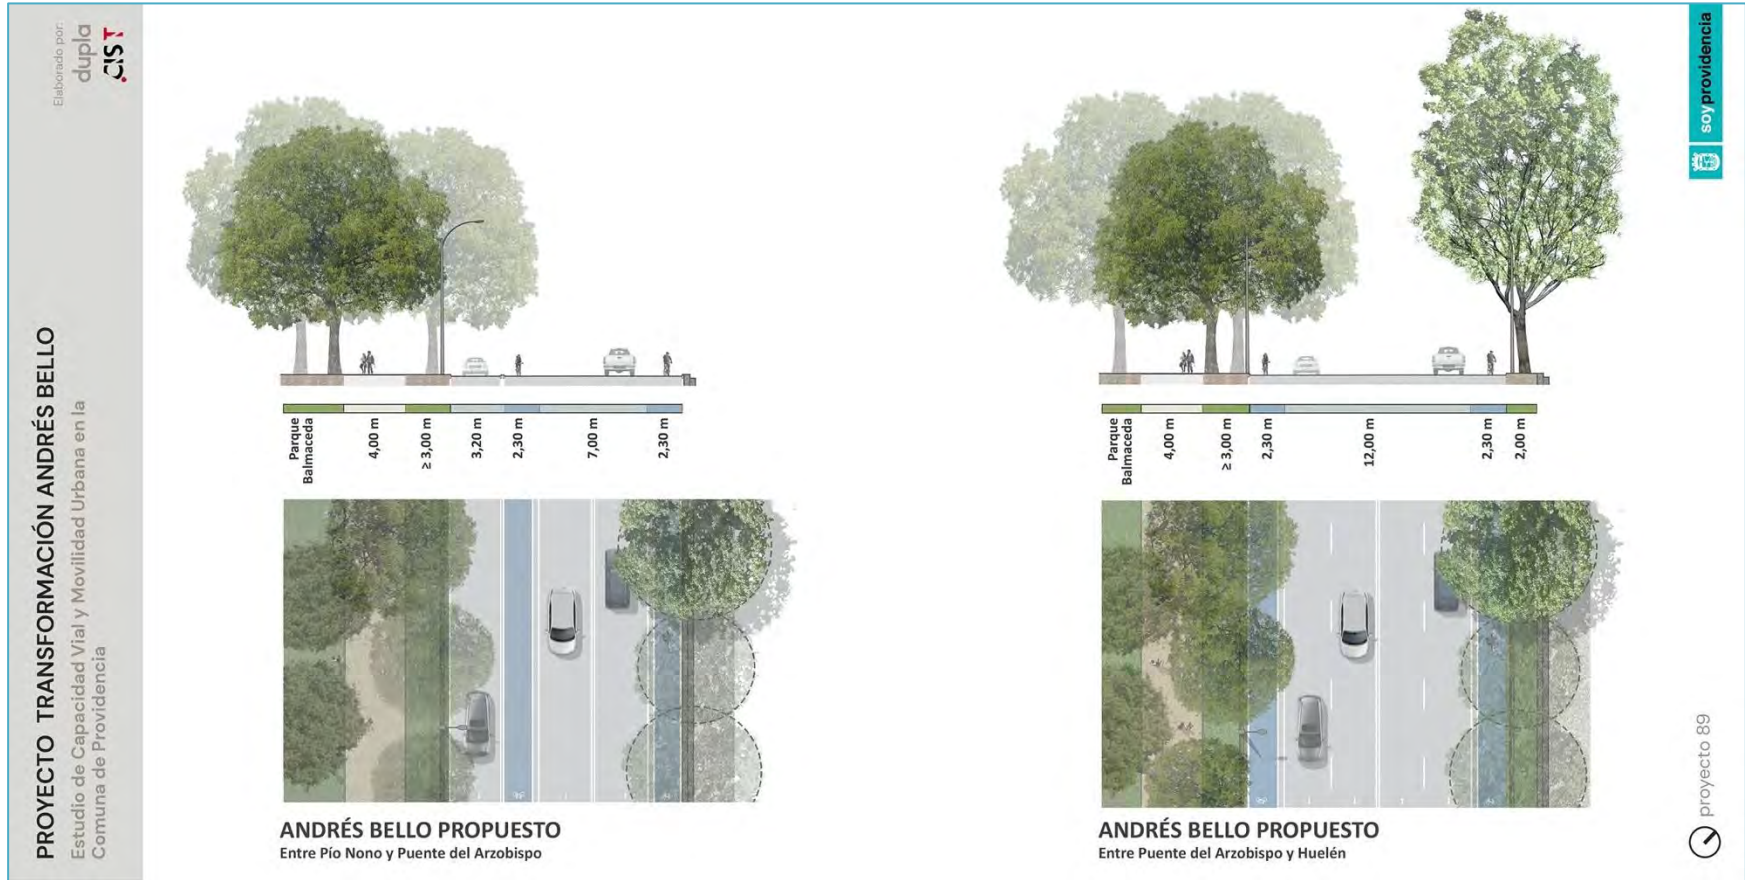 PROYECTO TRANSFORMACIÓN ANDRÉS BELLO
Estudio de Capacidad Vial y Movilidad Urbana en la
Comuna de Providencia
Elaborado por:
dupla
.CIS
soyprovidencia
Parque
Balmaceda
4,00 m
≥ 3,00 m
3,20 m
2,30 m
7,00 m
2,30 m
ANDRÉS BELLO PROPUESTO
Entre Pío Nono y Puente del Arzobispo
Parque
Balmaceda
4,00 m
≥ 3,00 m
2,30 m
12,00 m
2,30 m
2,00 m
ANDRÉS BELLO PROPUESTO
Entre Puente del Arzobispo y Huelén
proyecto 89